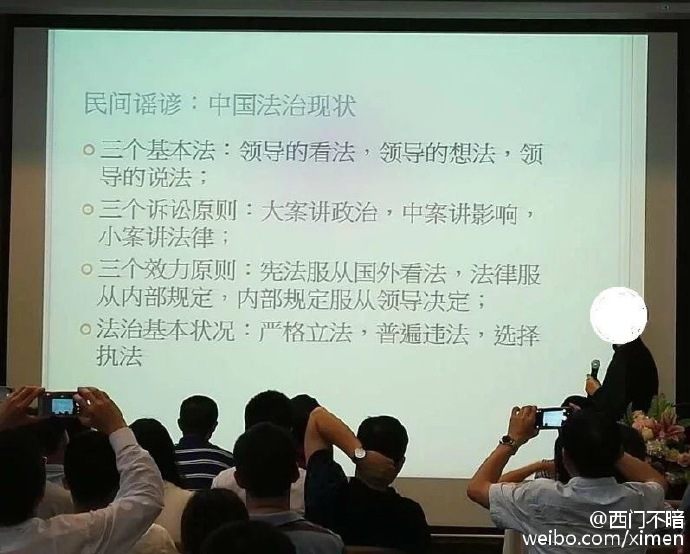 民间谣谚：中国法治现状
三个基本法：领导的看法，领导的想法，领
导的说法；
三个诉讼原则：大案讲政治，中案讲影响，
小案讲法律；
三个效力原则：宪法服从国外看法，法律服
从内部规定，内部规定服从领导决定；
法治基本状况：严格立法，普遍违法，选择
执法
@西门不暗
weibo.com/ximen